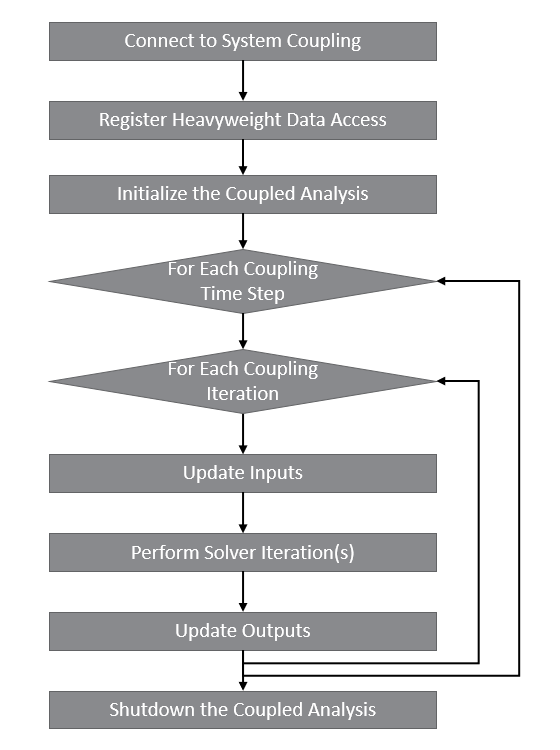 Connect to System Coupling
Register Heavyweight Data Access
Initialize the Coupled Analysis
For Each Coupling
Time Step
For Each Coupling
Iteration
Update Inputs
Perform Solver Iteration(s)
Update Outputs
Shutdown the Coupled Analysis